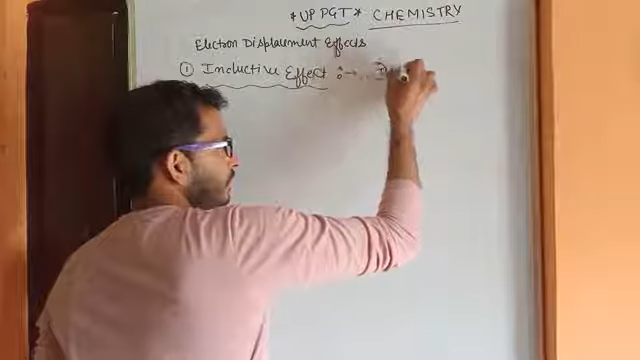 * UP PGT * CHEMISTRY
Electron Displacement Effects
① Inductive Effect :→